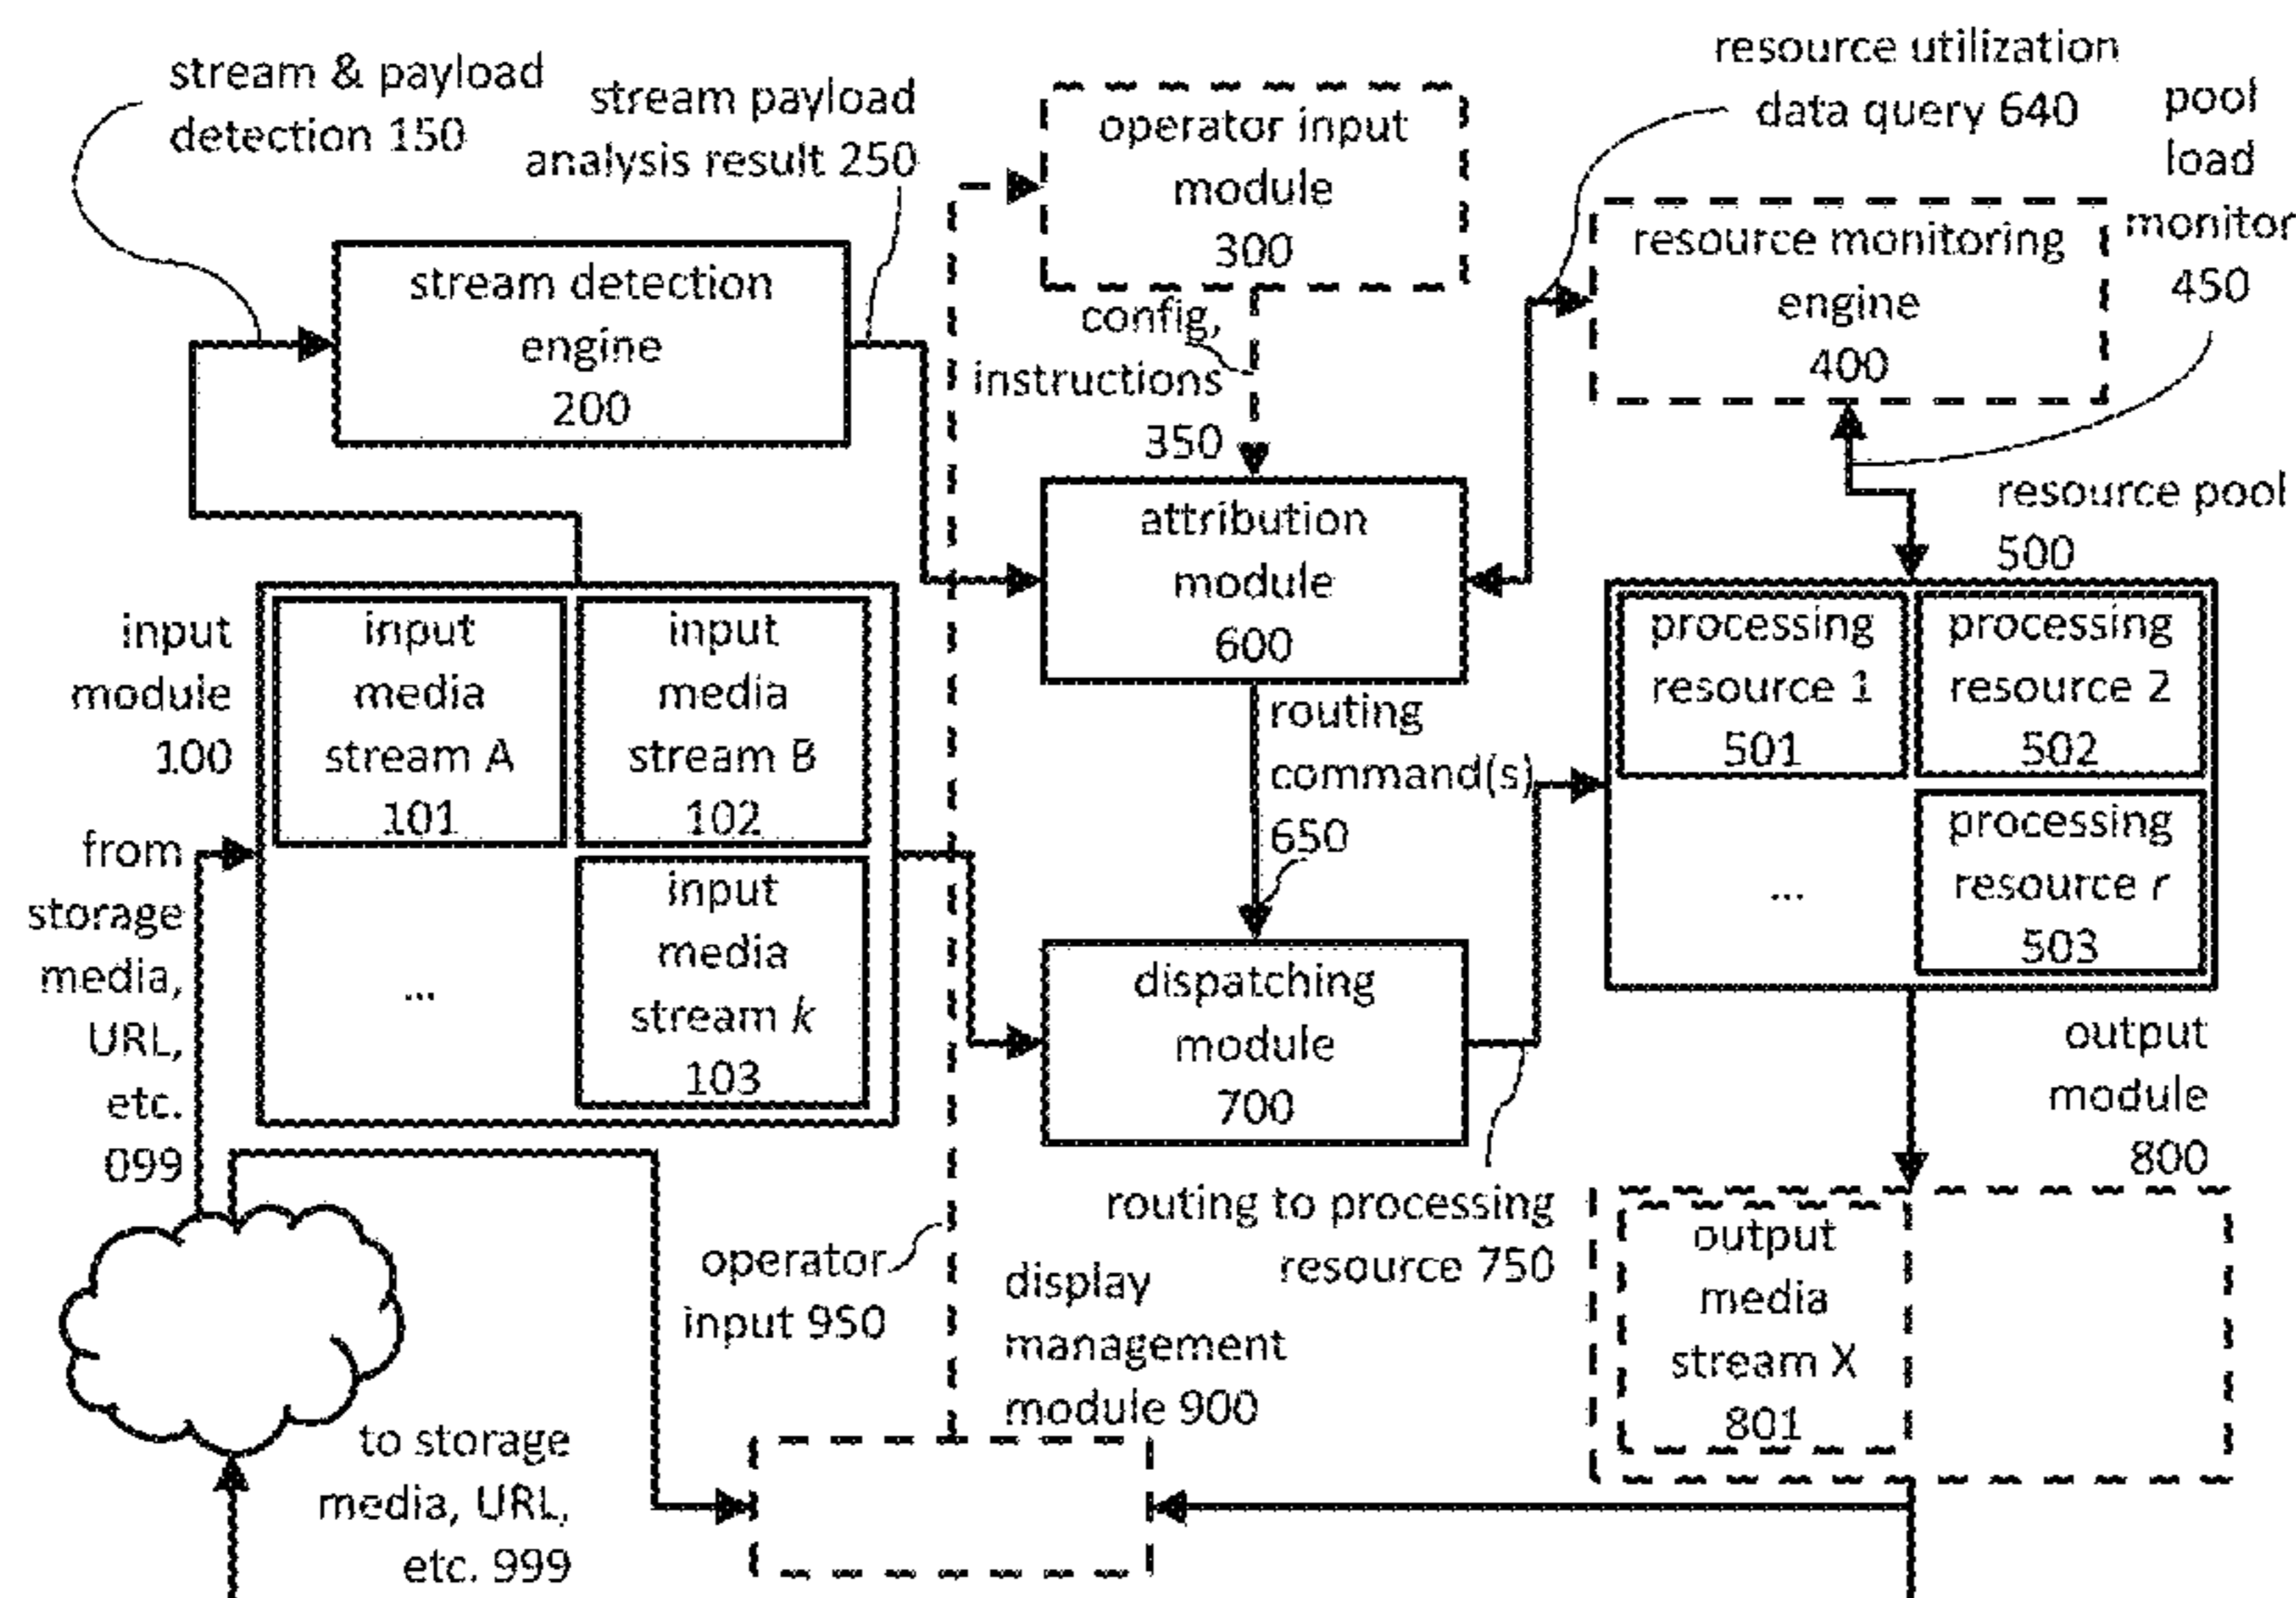 stream & payload
detection 150
stream payload
analysis result 250
operator input
module
300
resource utilization
data query 640
pool
load
monitor
450
resource monitoring
engine
400
stream detection
engine
200
config,
instructions
350
attribution
module
600
resource pool
500
input
module
100
input
media
stream A
101
input
media
stream B
102
...
input
media
stream k
103
routing
command(s)
650
processing
resource 1
501
processing
resource 2
502
...
processing
resource r
503
from
storage
media,
URL,
etc.
099
dispatching
module
700
output
module
800
routing to processing
resource 750
operator
input 950
display
management
module 900
output
media
stream X
801
to storage
media, URL,
etc. 999